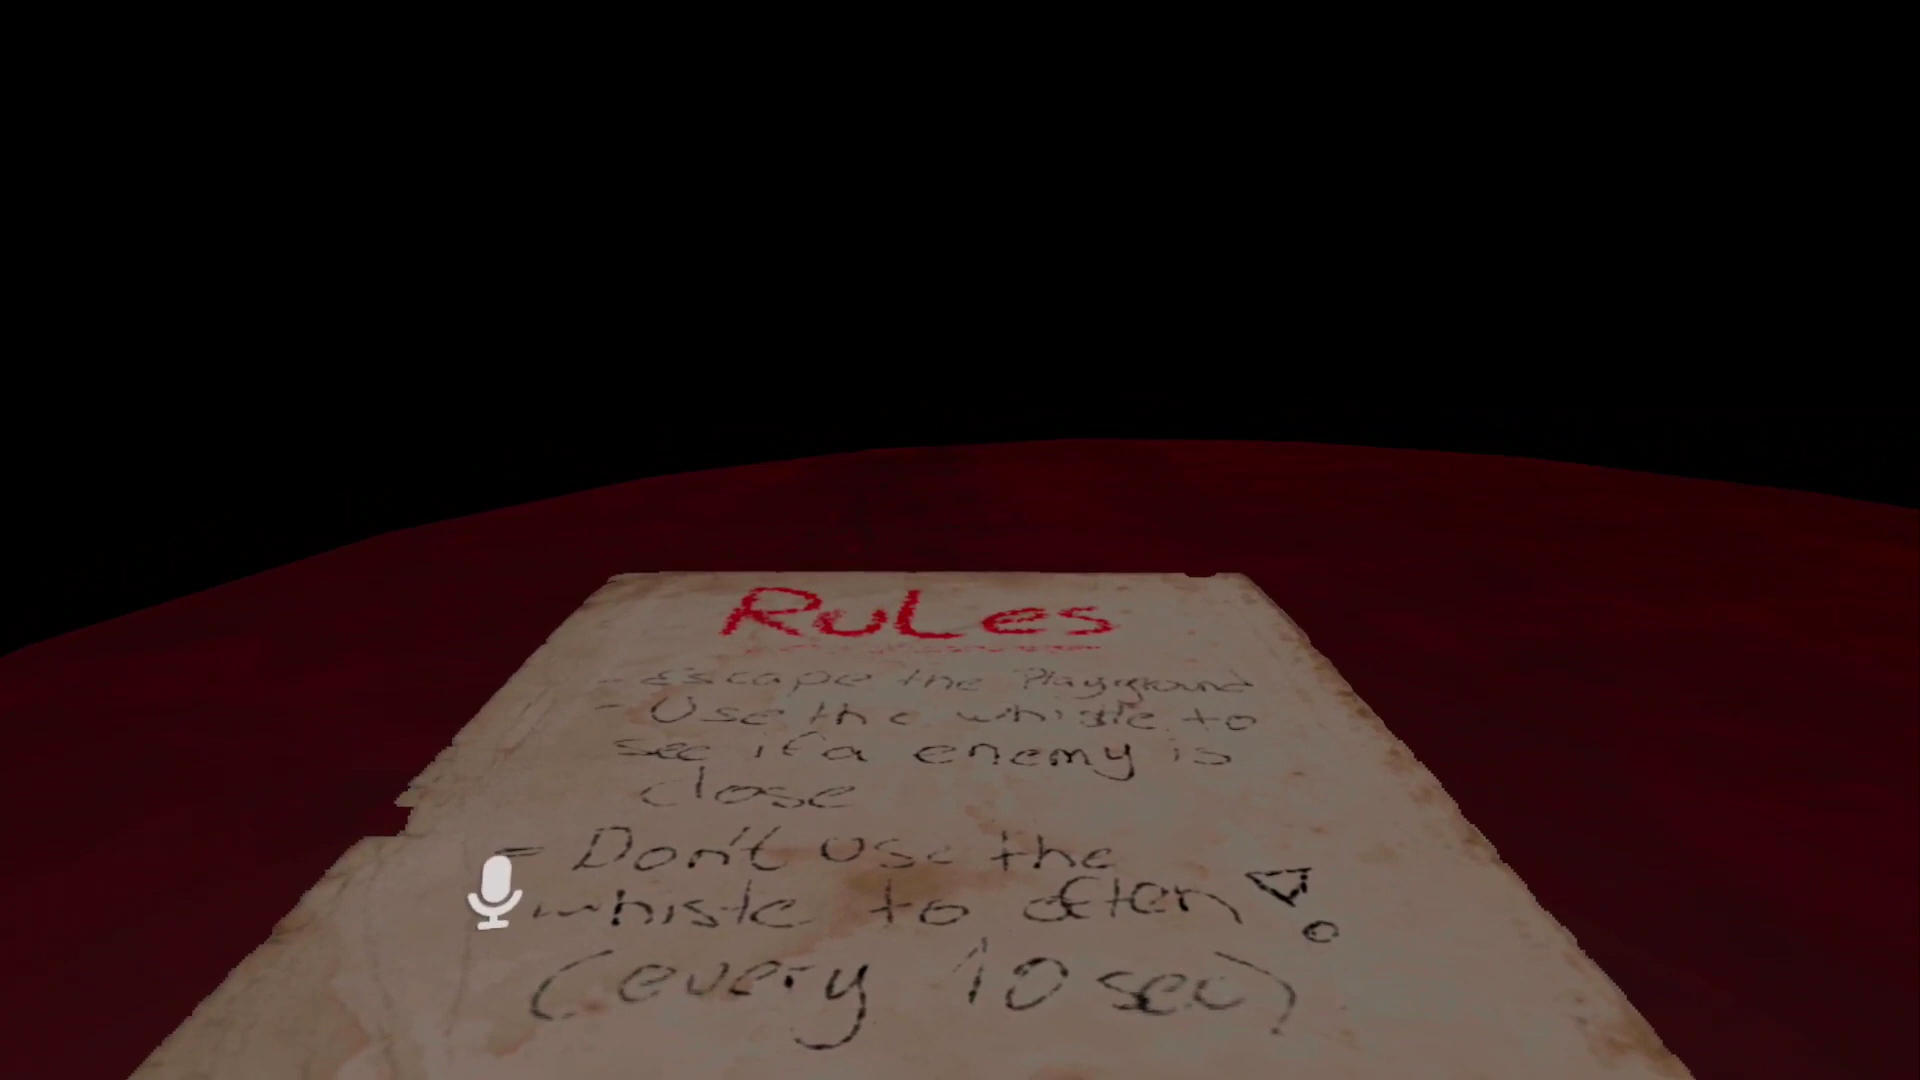 RuLes
- Escape the Playground
- Use the whistle to
see if a enemy is
close
- Don't use the
whistle to often!
(every 10 sec)